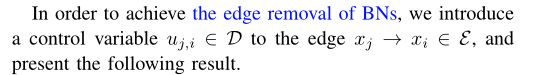 In order to achieve the edge removal of BNs, we introduce
a control variable u_{j,i} ∈ 𝒟 to the edge x_j → x_i ∈ ℰ, and
present the following result.